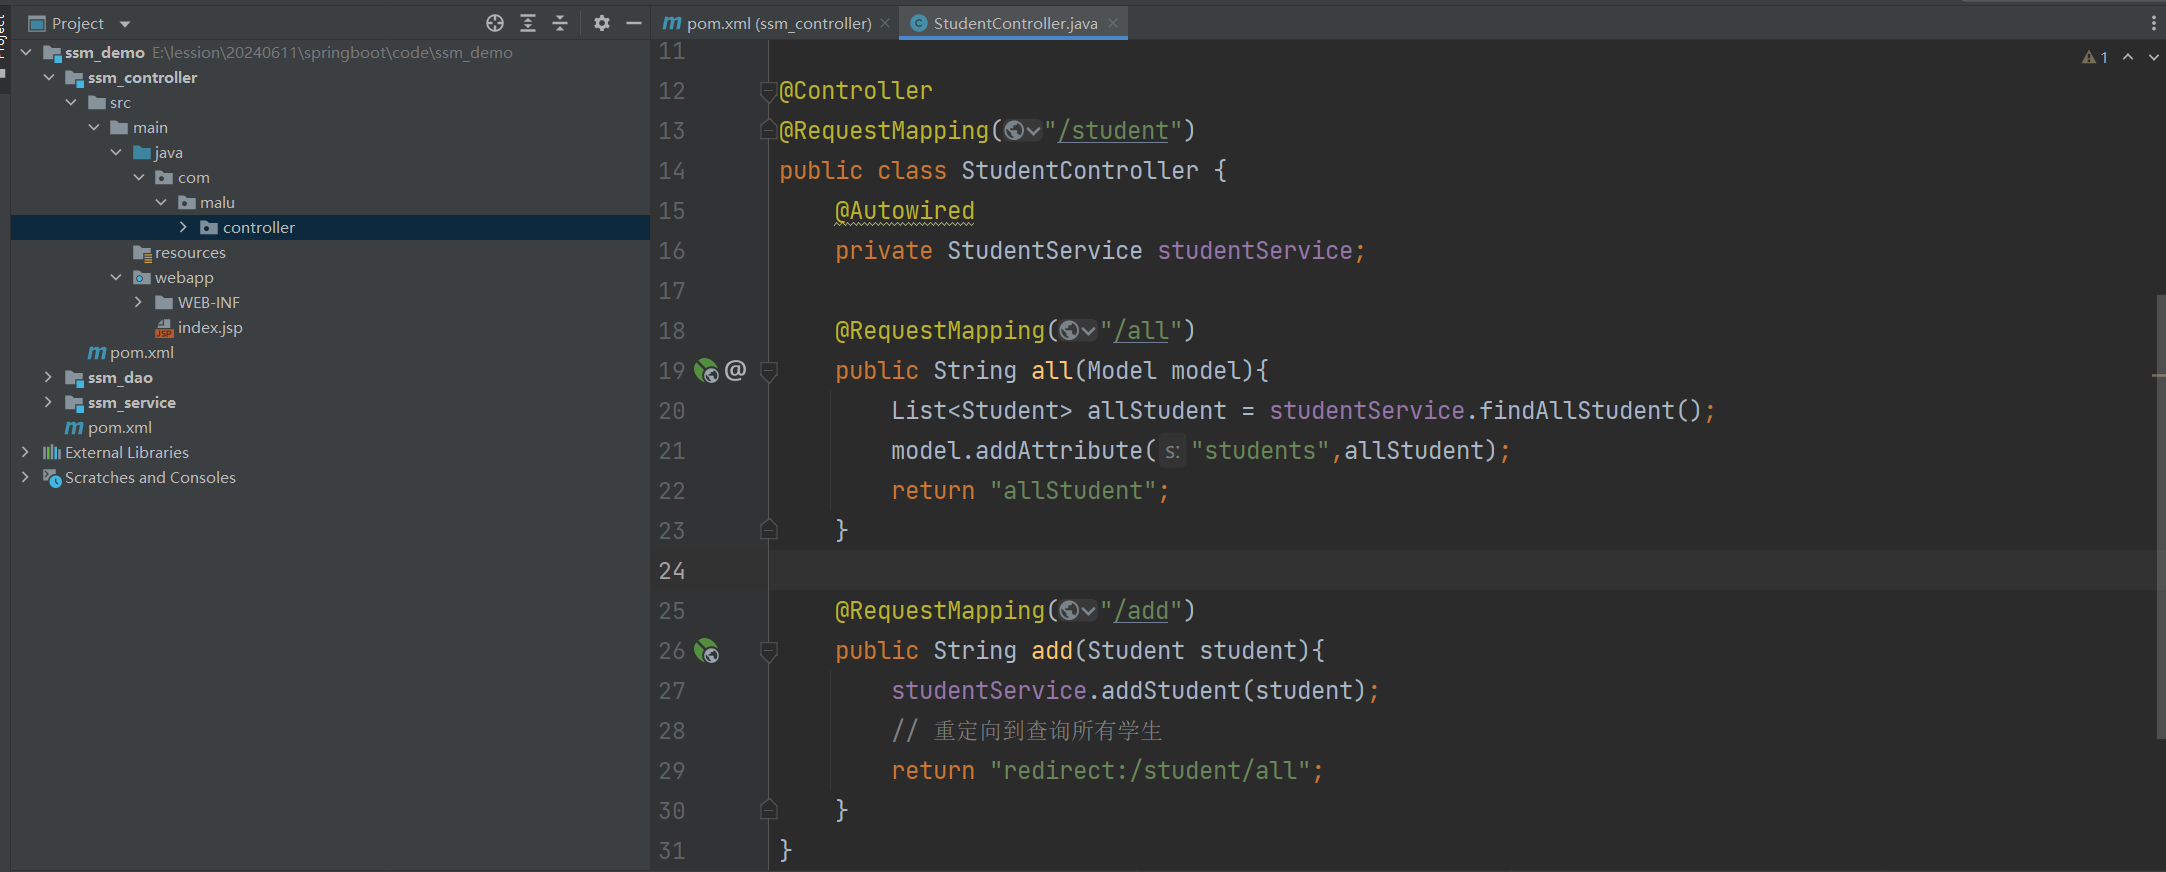 Project
ssm_demo E:\lession\20240611\springboot\code\ssm_demo
ssm_controller
src
main
java
com
malu
controller
resources
webapp
WEB-INF
index.jsp
pom.xml
ssm_dao
ssm_service
pom.xml
External Libraries
Scratches and Consoles
pom.xml (ssm_controller)
StudentController.java
1
11
12 @Controller
13 @RequestMapping("/student")
14 public class StudentController {
15 @Autowired
16 private StudentService studentService;
17
18 @RequestMapping("/all")
19 @ public String all(Model model){
20 List<Student> allStudent = studentService.findAllStudent();
21 model.addAttribute( s: "students",allStudent);
22 return "allStudent";
23 }
24
25 @RequestMapping("/add")
26 public String add(Student student){
27 studentService.addStudent(student);
28 // 重定向到查询所有学生
29 return "redirect:/student/all";
30 }
31 }